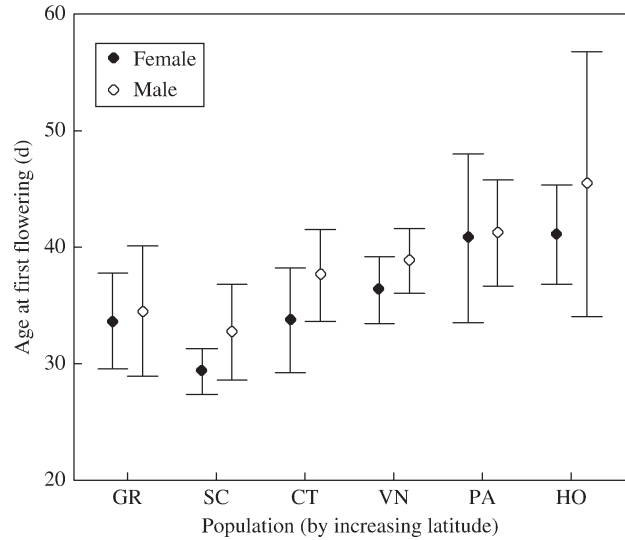 60
50
40
30
20
Age at first flowering (d)
Female
Male
GR SC CT VN PA HO
Population (by increasing latitude)